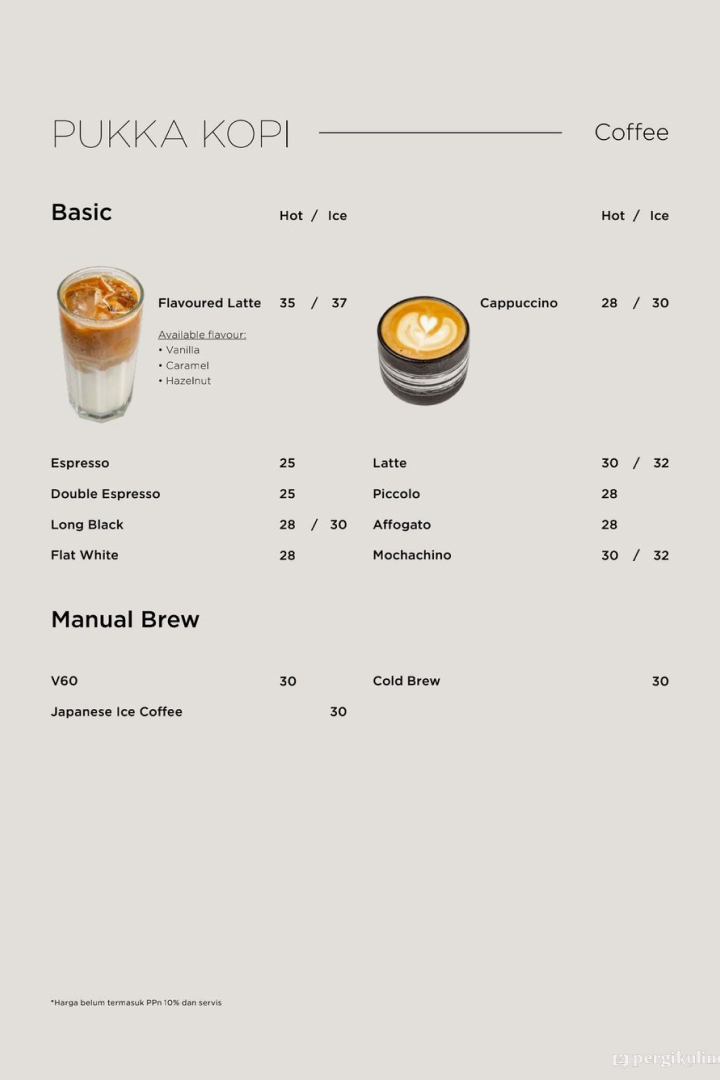 PUKKA KOPI Coffee
Basic Hot / Ice Hot / Ice
Flavoured Latte 35 / 37 Cappuccino 28 / 30
Available flavour:
• Vanilla
• Caramel
• Hazelnut
Espresso 25 Latte 30 / 32
Double Espresso 25 Piccolo 28
Long Black 28 / 30 Affogato 28
Flat White 28 Mochachino 30 / 32
Manual Brew
V60 30 Cold Brew 30
Japanese Ice Coffee 30
*Harga belum termasuk PPn 10% dan servis